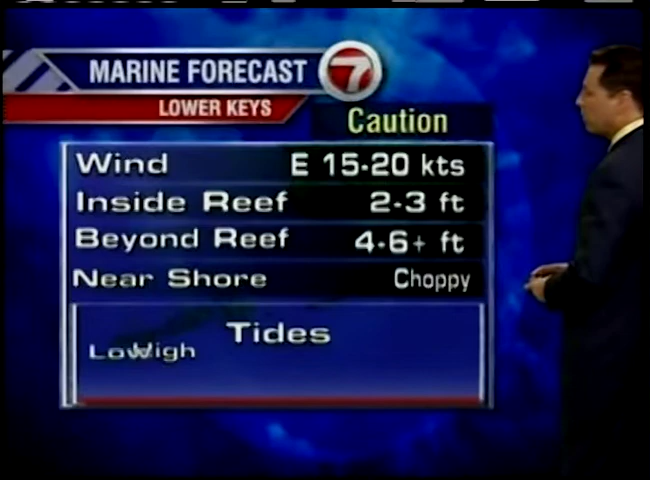 MARINE FORECAST 7
LOWER KEYS
Caution
Wind E 15-20 kts
Inside Reef 2-3 ft
Beyond Reef 4-6+ ft
Near Shore Choppy
Tides